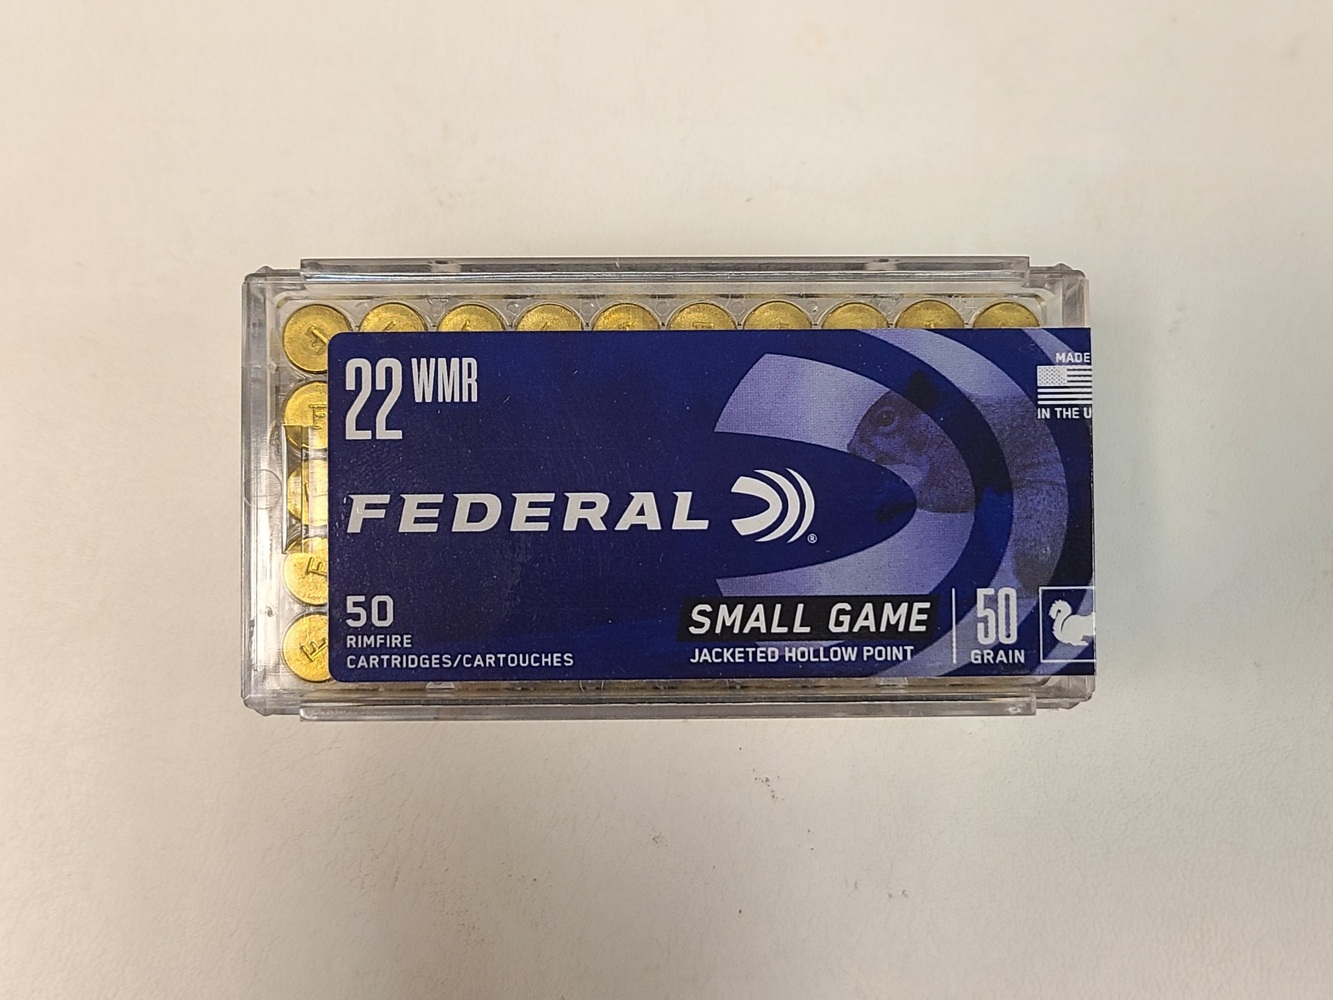 22 WMR
MADE
IN THE U
FEDERAL
®
50
RIMFIRE
CARTRIDGES/CARTOUCHES
SMALL GAME
JACKETED HOLLOW POINT
50
GRAIN